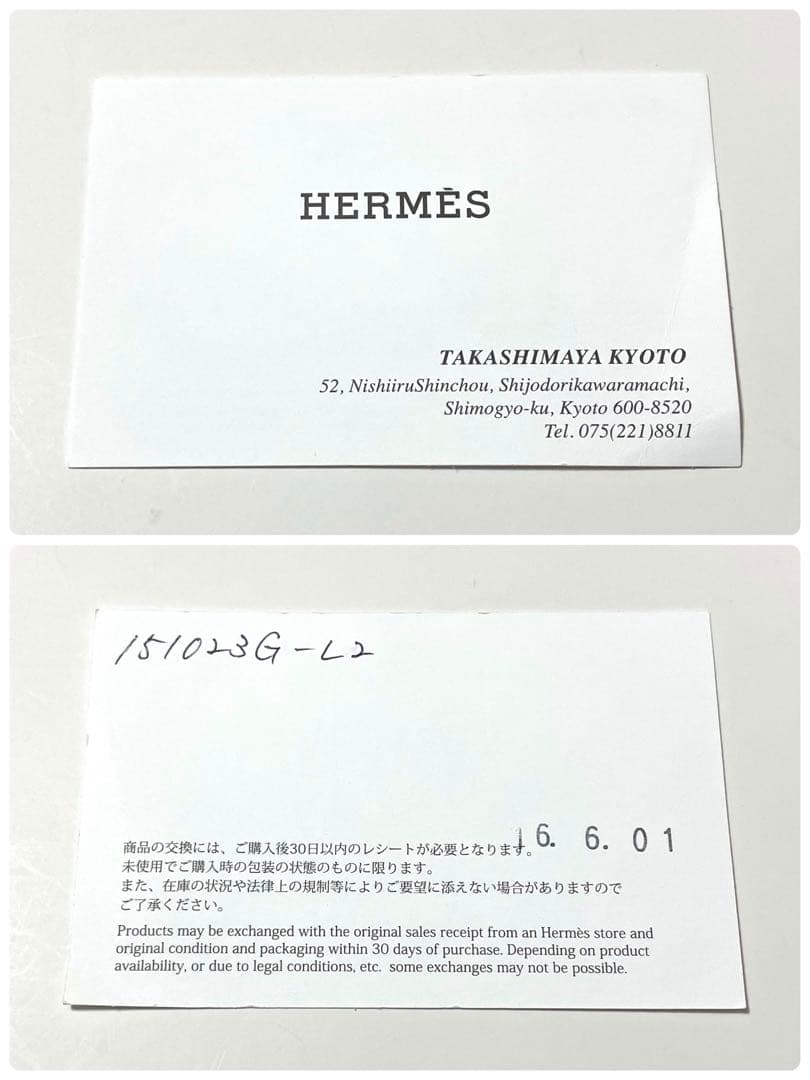 HERMÈS
TAKASHIMAYA KYOTO
52, NishiiruShinchou, Shijodorikawaramachi,
Shimogyo-ku, Kyoto 600-8520
Tel. 075(221)8811
151023G-L2
16. 6. 01
商品の交換には、ご購入後30日以内のレシートが必要となります。
未使用でご購入時の包装の状態のものに限ります。
また、在庫の状況や法律上の規制等によりご要望に添えない場合がありますので
ご了承ください。
Products may be exchanged with the original sales receipt from an Hermès store and
original condition and packaging within 30 days of purchase. Depending on product
availability, or due to legal conditions, etc. some exchanges may not be possible.